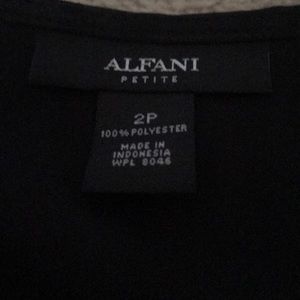 ALFANI
PETITE
2P
100% POLYESTER
MADE IN
INDONESIA
WPL 8046